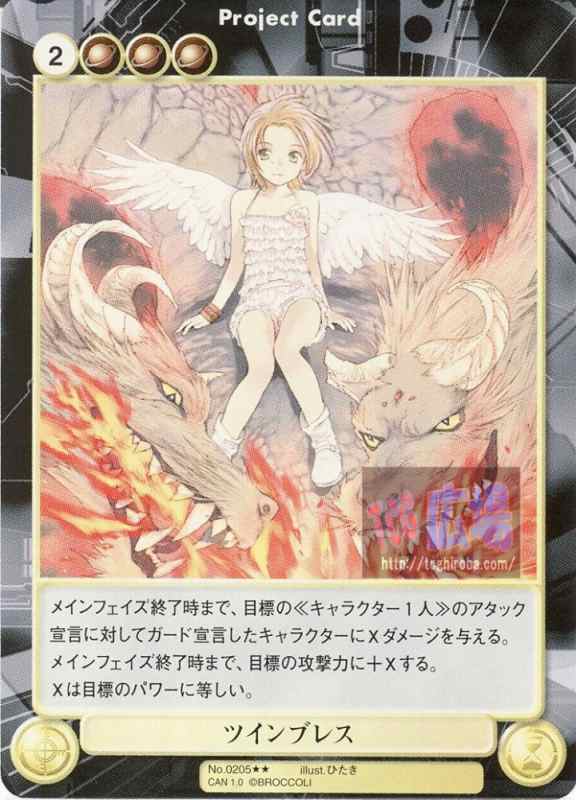 Project Card
2
http://tcghiroba.com/
メインフェイズ終了時まで、目標の≪キャラクター1人≫のアタック
宣言に対してガード宣言したキャラクターにXダメージを与える。
メインフェイズ終了時まで、目標の攻撃力に+Xする。
Xは目標のパワーに等しい。
ツインブレス
No.0205★★ illust.ひたき
CAN 1.0 ©BROCCOLI